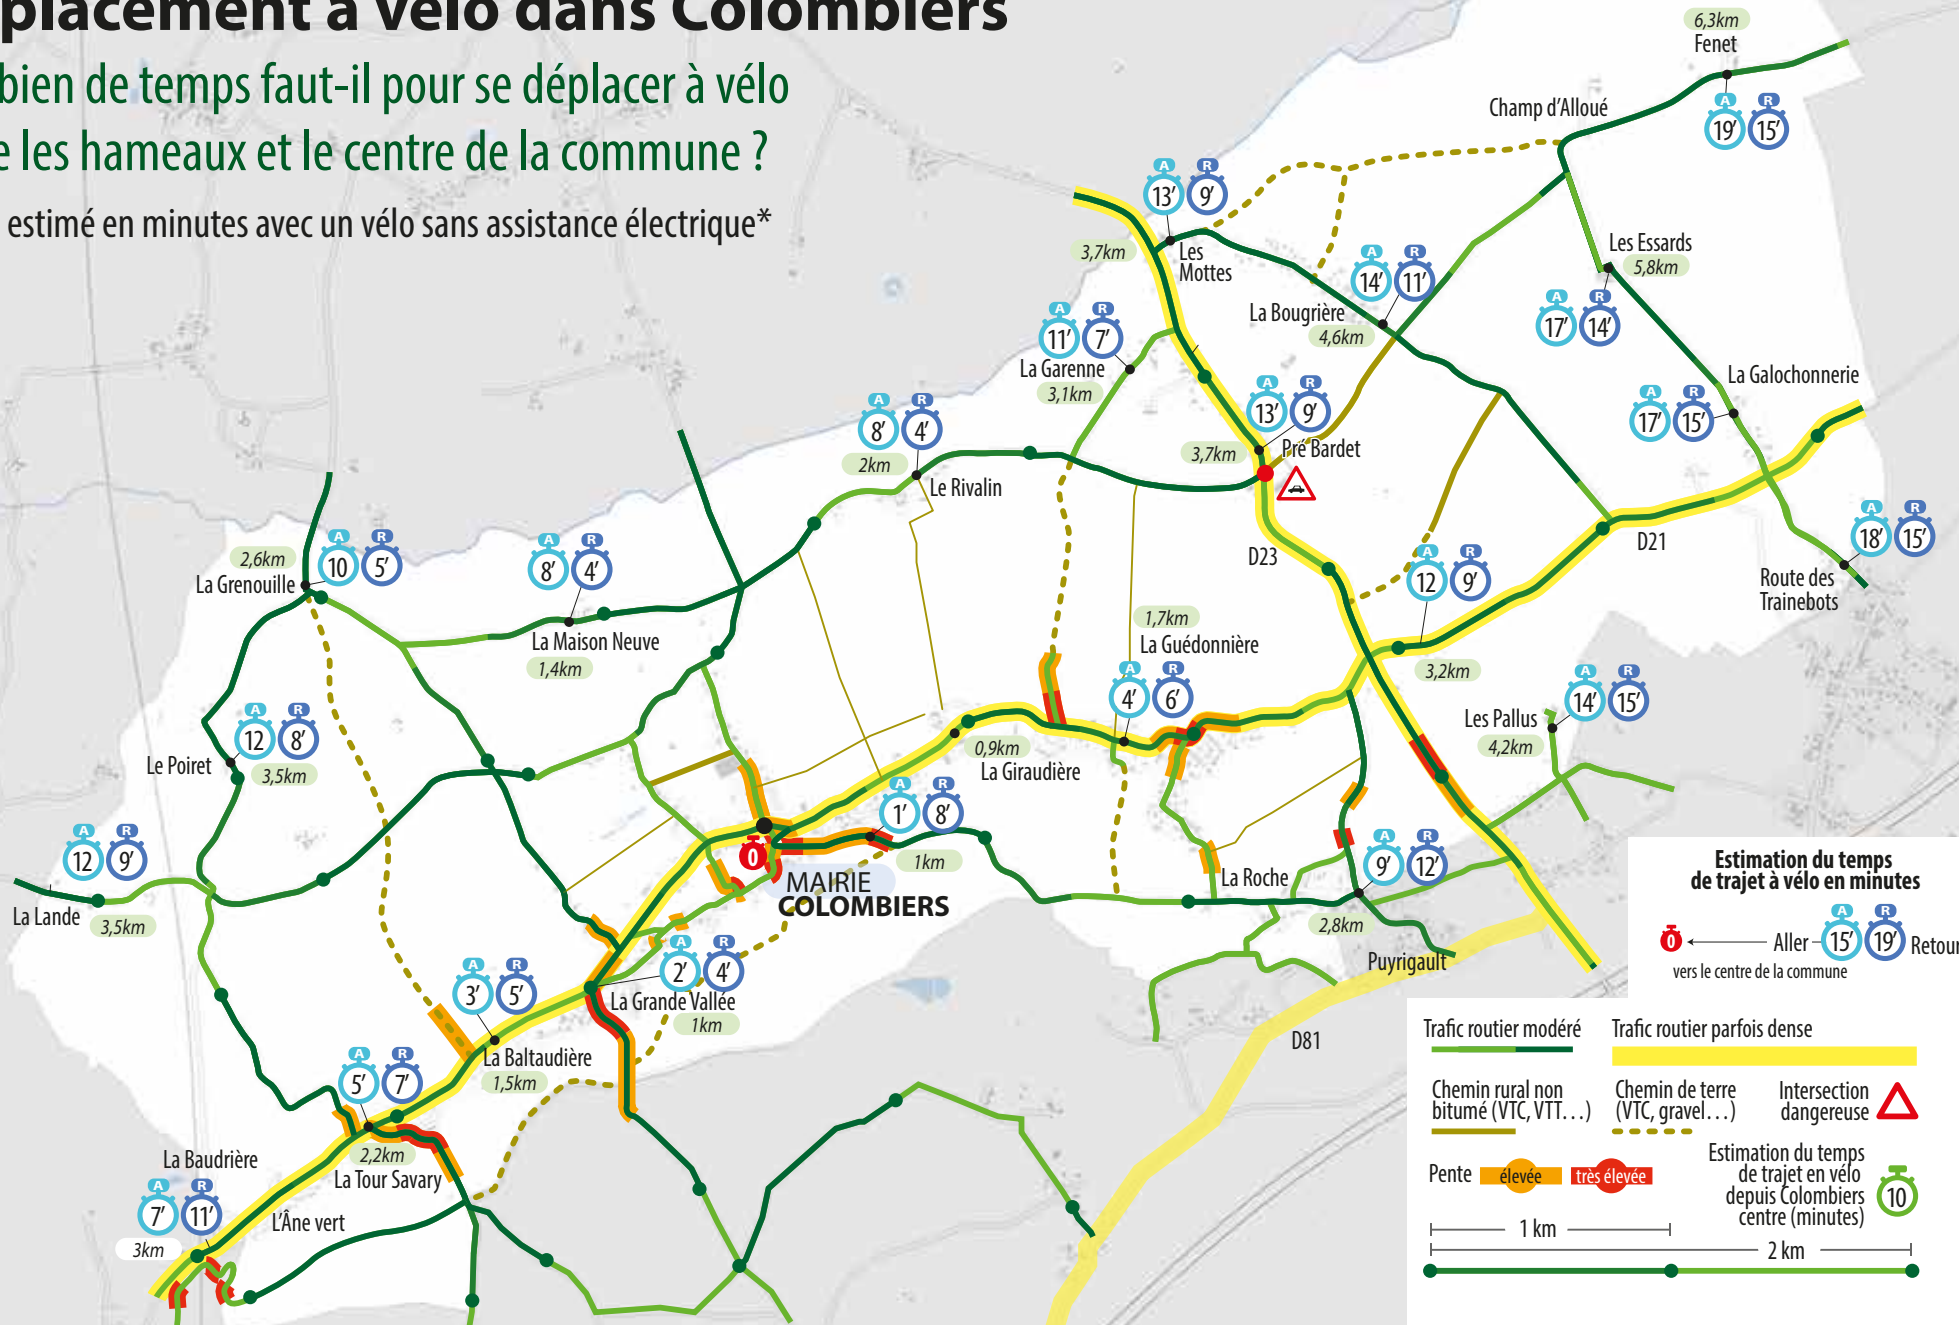 placement à vélo dans Colombiers
bien de temps faut-il pour se déplacer à vélo
e les hameaux et le centre de la commune ?
estimé en minutes avec un vélo sans assistance électrique*
6,3km
Fenet
A R
19' 15'
Champ d'Alloué
A R
13' 9'
3,7km
Les
Mottes
Les Essards
5,8km
A R
17' 14'
A R
14' 11'
La Bougrière
4,6km
A R
11' 7'
La Garenne
3,1km
La Galochonnerie
A R
17' 15'
A R
13' 9'
3,7km
Pré Bardet
A R
8' 4'
2km
Le Rivalin
D23
D21
A R
18' 15'
Route des
Trainebots
2,6km
A R
10 5'
La Grenouille
A R
8' 4'
La Maison Neuve
1,4km
A R
12 9'
3,2km
1,7km
La Guédonnière
A R
4' 6'
A R
14' 15'
Les Pallus
4,2km
A R
12 8'
Le Poiret
3,5km
0,9km
La Giraudière
A R
1' 8'
1km
0
MAIRIE
COLOMBIERS
A R
12 9'
La Lande
3,5km
La Roche
A R
9' 12'
2,8km
Puyrigault
D81
A R
2' 4'
La Grande Vallée
1km
A R
3' 5'
La Baltaudière
1,5km
A R
5' 7'
2,2km
La Tour Savary
La Baudrière
A R
7' 11'
3km
L'Âne vert
Estimation du temps
de trajet à vélo en minutes
A R
0 Aller 15' 19' Retour
vers le centre de la commune
Trafic routier modéré
Trafic routier parfois dense
Chemin rural non
bitumé (VTC, VTT...)
Chemin de terre
(VTC, gravel...)
Intersection
dangereuse
Pente élevée très élevée
Estimation du temps
de trajet en vélo
depuis Colombiers
centre (minutes)
10
1 km
2 km